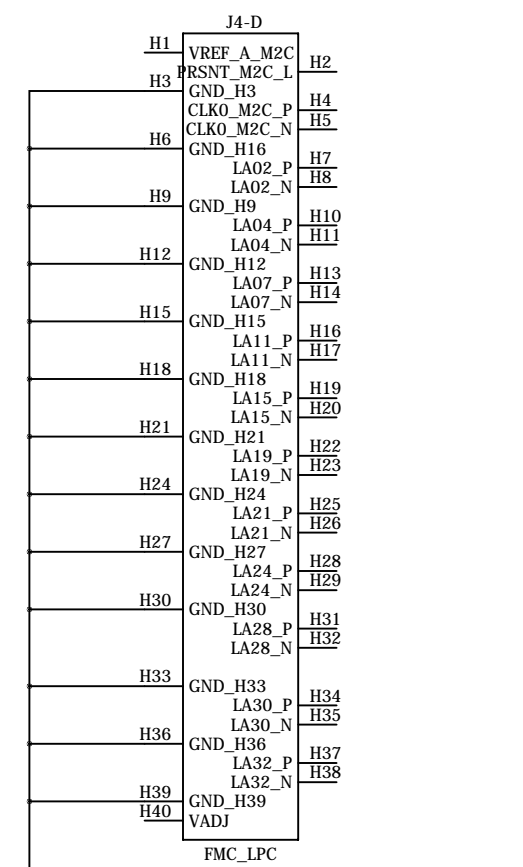 J4-D
H1 VREF_A_M2C
PRSNT_M2C_L H2
H3 GND_H3
CLK0_M2C_P H4
CLK0_M2C_N H5
H6 GND_H16
LA02_P H7
LA02_N H8
H9 GND_H9
LA04_P H10
LA04_N H11
H12 GND_H12
LA07_P H13
LA07_N H14
H15 GND_H15
LA11_P H16
LA11_N H17
H18 GND_H18
LA15_P H19
LA15_N H20
H21 GND_H21
LA19_P H22
LA19_N H23
H24 GND_H24
LA21_P H25
LA21_N H26
H27 GND_H27
LA24_P H28
LA24_N H29
H30 GND_H30
LA28_P H31
LA28_N H32
H33 GND_H33
LA30_P H34
LA30_N H35
H36 GND_H36
LA32_P H37
LA32_N H38
H39 GND_H39
H40 VADJ
FMC_LPC